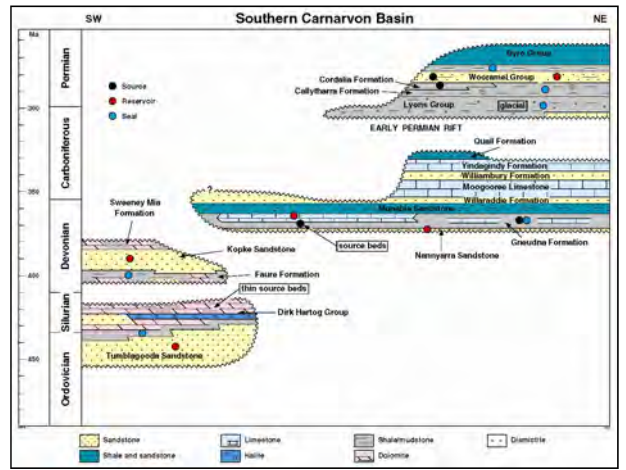 Southern Carnarvon Basin
SW
NE
Ma
Permian
Carboniferous
Devonian
Silurian
Ordovician
300
350
400
450
Source
Reservoir
Seal
Byro Group
Wooramel Group
Cordalia Formation
Callytharra Formation
Lyons Group
glacial
EARLY PERMIAN RIFT
Quail Formation
Yindagindy Formation
Williambury Formation
Moogooree Limestone
Willaraddie Formation
Munabia Sandstone
?
Sweeney Mia
Formation
Kopke Sandstone
source beds
Nannyarra Sandstone
Gneudna Formation
Faure Formation
thin source beds
Dirk Hartog Group
Tumblagooda Sandstone
Sandstone
Limestone
Shale/mudstone
Diamictite
Shale and sandstone
Halite
Dolomite